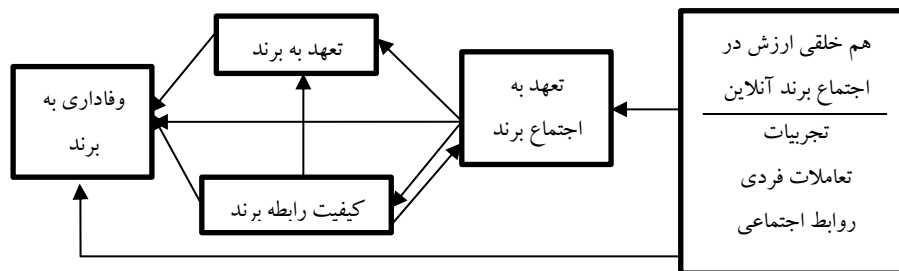 هم خلقی ارزش در
اجتماع برند آنلاین
تجربیات
تعاملات فردی
روابط اجتماعی
تعهد به
اجتماع برند
تعهد به برند
کیفیت رابطه برند
وفاداری به
برند